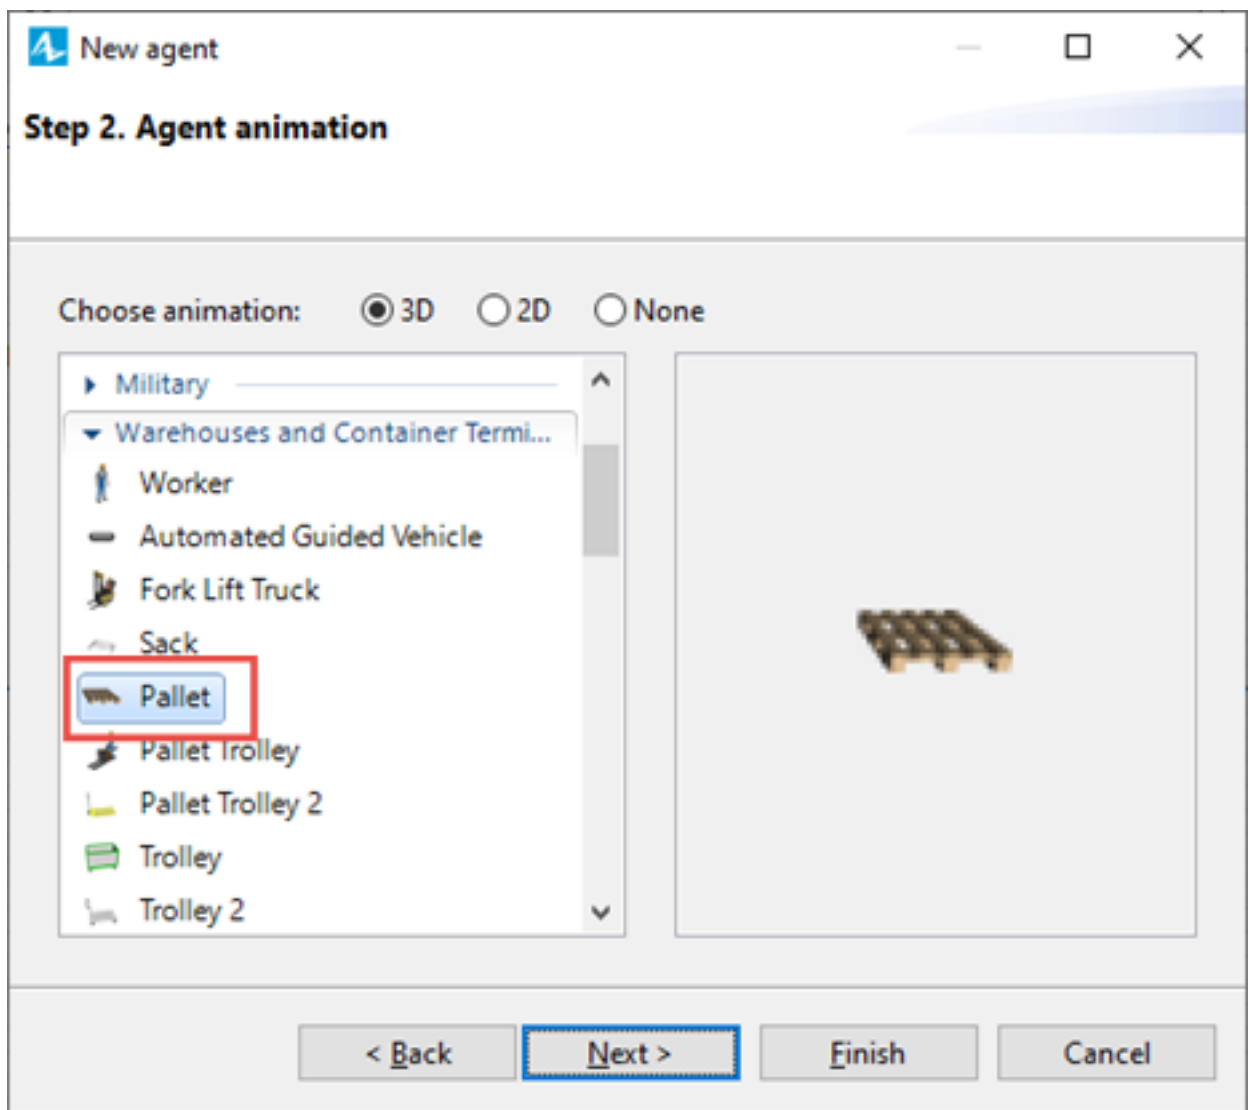 New agent
Step 2. Agent animation
Choose animation: 3D 2D None
Military
Warehouses and Container Termi...
Worker
Automated Guided Vehicle
Fork Lift Truck
Sack
Pallet
Pallet Trolley
Pallet Trolley 2
Trolley
Trolley 2
< Back Next > Finish Cancel